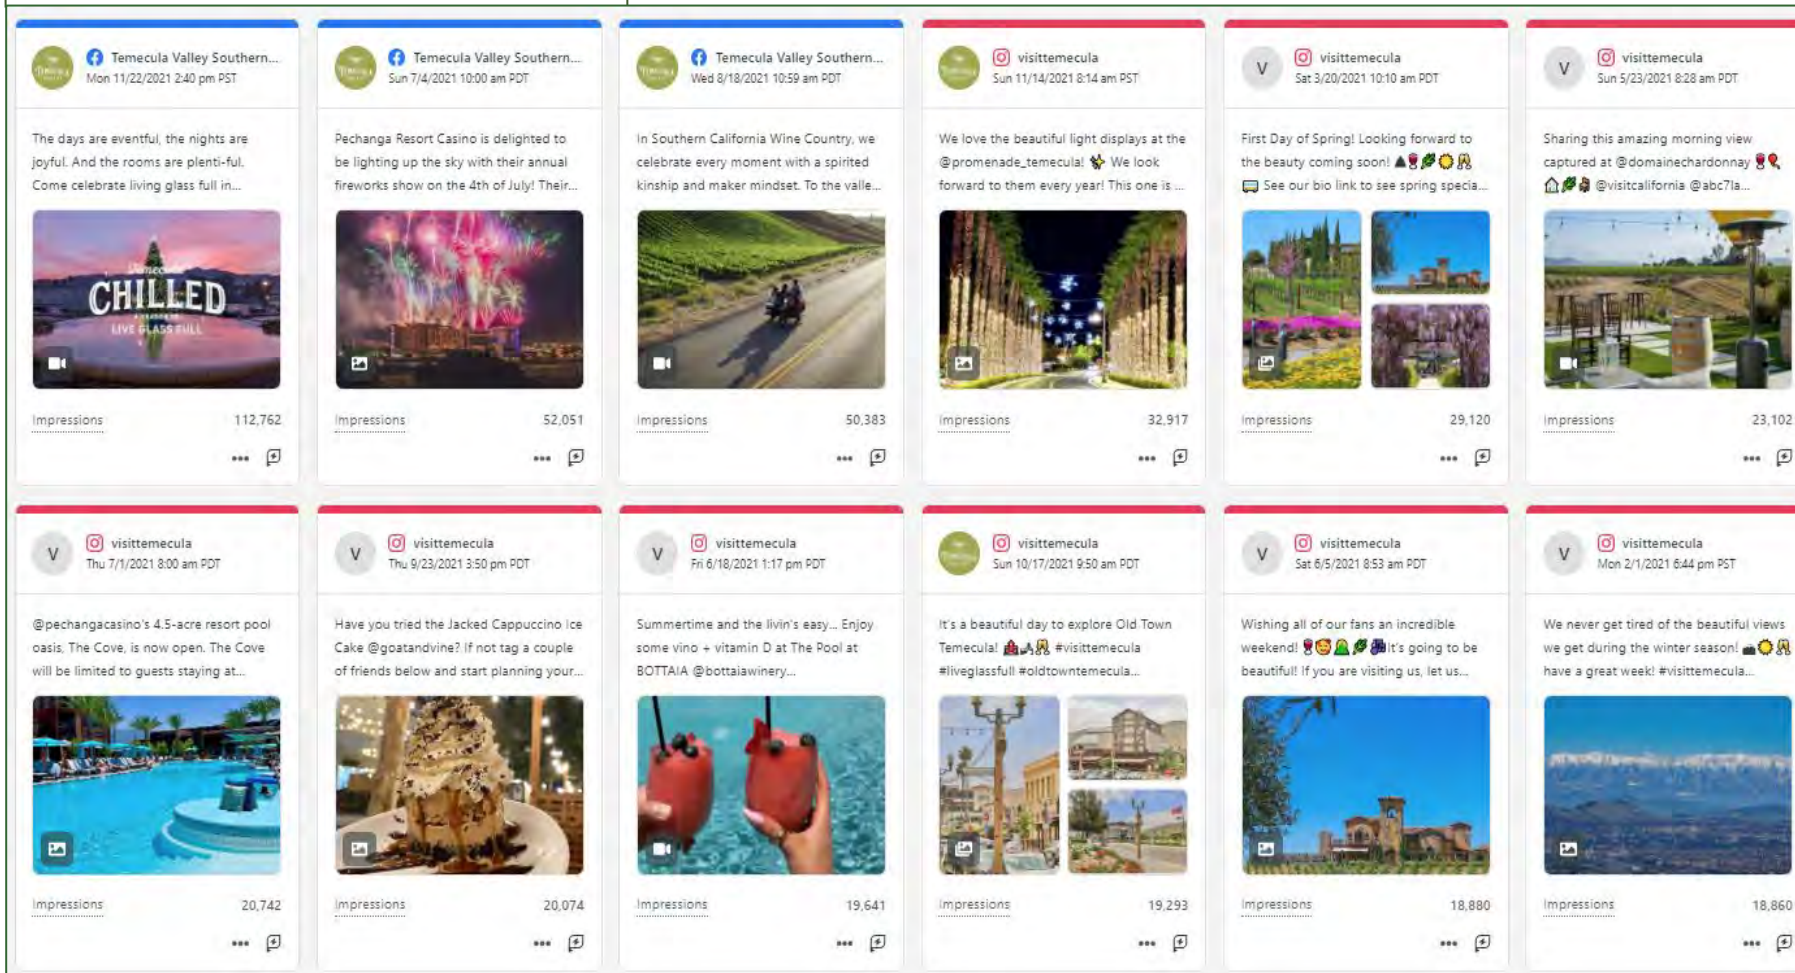 Temecula Valley Southern...
Mon 11/22/2021 2:40 pm PST
The days are eventful, the nights are
joyful. And the rooms are plenti-ful.
Come celebrate living glass full in...
Temecula
CHILLED
LIVE GLASS FULL
Impressions 112,762
Temecula Valley Southern...
Sun 7/4/2021 10:00 am PDT
Pechanga Resort Casino is delighted to
be lighting up the sky with their annual
fireworks show on the 4th of July! Their...
Impressions 52,051
Temecula Valley Southern...
Wed 8/18/2021 10:59 am PDT
In Southern California Wine Country, we
celebrate every moment with a spirited
kinship and maker mindset. To the valle...
Impressions 50,383
visittemecula
Sun 11/14/2021 8:14 am PST
We love the beautiful light displays at the
@promenade_temecula! ✨ We look
forward to them every year! This one is ...
Impressions 32,917
V
visittemecula
Sat 3/20/2021 10:10 am PDT
First Day of Spring! Looking forward to
the beauty coming soon!
See our bio link to see spring specia...
Impressions 29,120
V
visittemecula
Sun 5/23/2021 8:28 am PDT
Sharing this amazing morning view
captured at @domainechardonnay
@visitcalifornia @abc7la...
Impressions 23,102
V
visittemecula
Thu 7/1/2021 8:00 am PDT
@pechangacasino's 4.5-acre resort pool
oasis, The Cove, is now open. The Cove
will be limited to guests staying at...
Impressions 20,742
V
visittemecula
Thu 9/23/2021 3:50 pm PDT
Have you tried the Jacked Cappuccino Ice
Cake @goatandvine? If not tag a couple
of friends below and start planning your...
Impressions 20,074
V
visittemecula
Fri 6/18/2021 1:17 pm PDT
Summertime and the livin's easy... Enjoy
some vino + vitamin D at The Pool at
BOTTAIA @bottaiawinery...
Impressions 19,641
visittemecula
Sun 10/17/2021 9:50 am PDT
It's a beautiful day to explore Old Town
Temecula! #visittemecula
#liveglassfull #oldtowntemecula...
Impressions 19,293
V
visittemecula
Sat 6/5/2021 8:53 am PDT
Wishing all of our fans an incredible
weekend! It's going to be
beautiful! If you are visiting us, let us...
Impressions 18,880
V
visittemecula
Mon 2/1/2021 6:44 pm PST
We never get tired of the beautiful views
we get during the winter season!
have a great week! #visittemecula...
Impressions 18,860